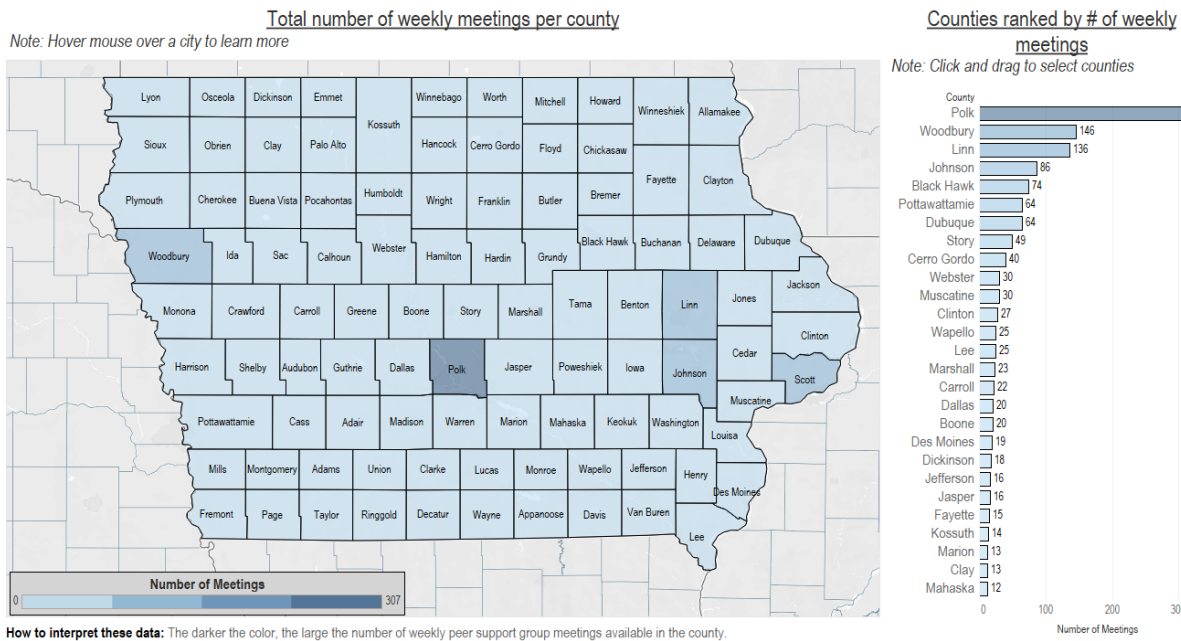 Total number of weekly meetings per county
Note: Hover mouse over a city to learn more
Lyon Osceola Dickinson Emmet Kossuth Winnebago Worth Mitchell Howard Winneshiek Allamakee
Sioux Obrien Clay Palo Alto Hancock Cerro Gordo Floyd Chickasaw
Plymouth Cherokee Buena Vista Pocahontas Humboldt Wright Franklin Butler Bremer Fayette Clayton
Woodbury Ida Sac Calhoun Webster Hamilton Hardin Grundy Black Hawk Buchanan Delaware Dubuque
Monona Crawford Carroll Greene Boone Story Marshall Tama Benton Linn Jones Jackson
Clinton
Harrison Shelby Audubon Guthrie Dallas Polk Jasper Poweshiek Iowa Johnson Cedar Scott
Muscatine
Pottawattamie Cass Adair Madison Warren Marion Mahaska Keokuk Washington Louisa
Mills Montgomery Adams Union Clarke Lucas Monroe Wapello Jefferson Henry Des Moines
Fremont Page Taylor Ringgold Decatur Wayne Appanoose Davis Van Buren Lee
Number of Meetings
0 307
How to interpret these data: The darker the color, the large the number of weekly peer support group meetings available in the county.
Counties ranked by # of weekly
meetings
Note: Click and drag to select counties
County
Polk
Woodbury 146
Linn 136
Johnson 86
Black Hawk 74
Pottawattamie 64
Dubuque 64
Story 49
Cerro Gordo 40
Webster 30
Muscatine 30
Clinton 27
Wapello 25
Lee 25
Marshall 23
Carroll 22
Dallas 20
Boone 20
Des Moines 19
Dickinson 18
Jefferson 16
Jasper 16
Fayette 15
Kossuth 14
Marion 13
Clay 13
Mahaska 12
0 100 200 30
Number of Meetings